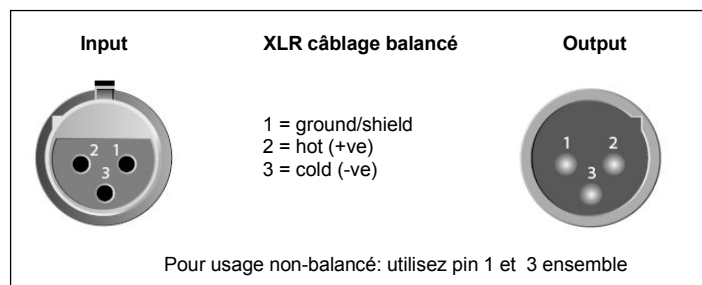 Input XLR câblage balancé Output
1 = ground/shield
2 = hot (+ve)
3 = cold (-ve)
2 1
3
1 2
3
Pour usage non-balancé: utilisez pin 1 et 3 ensemble